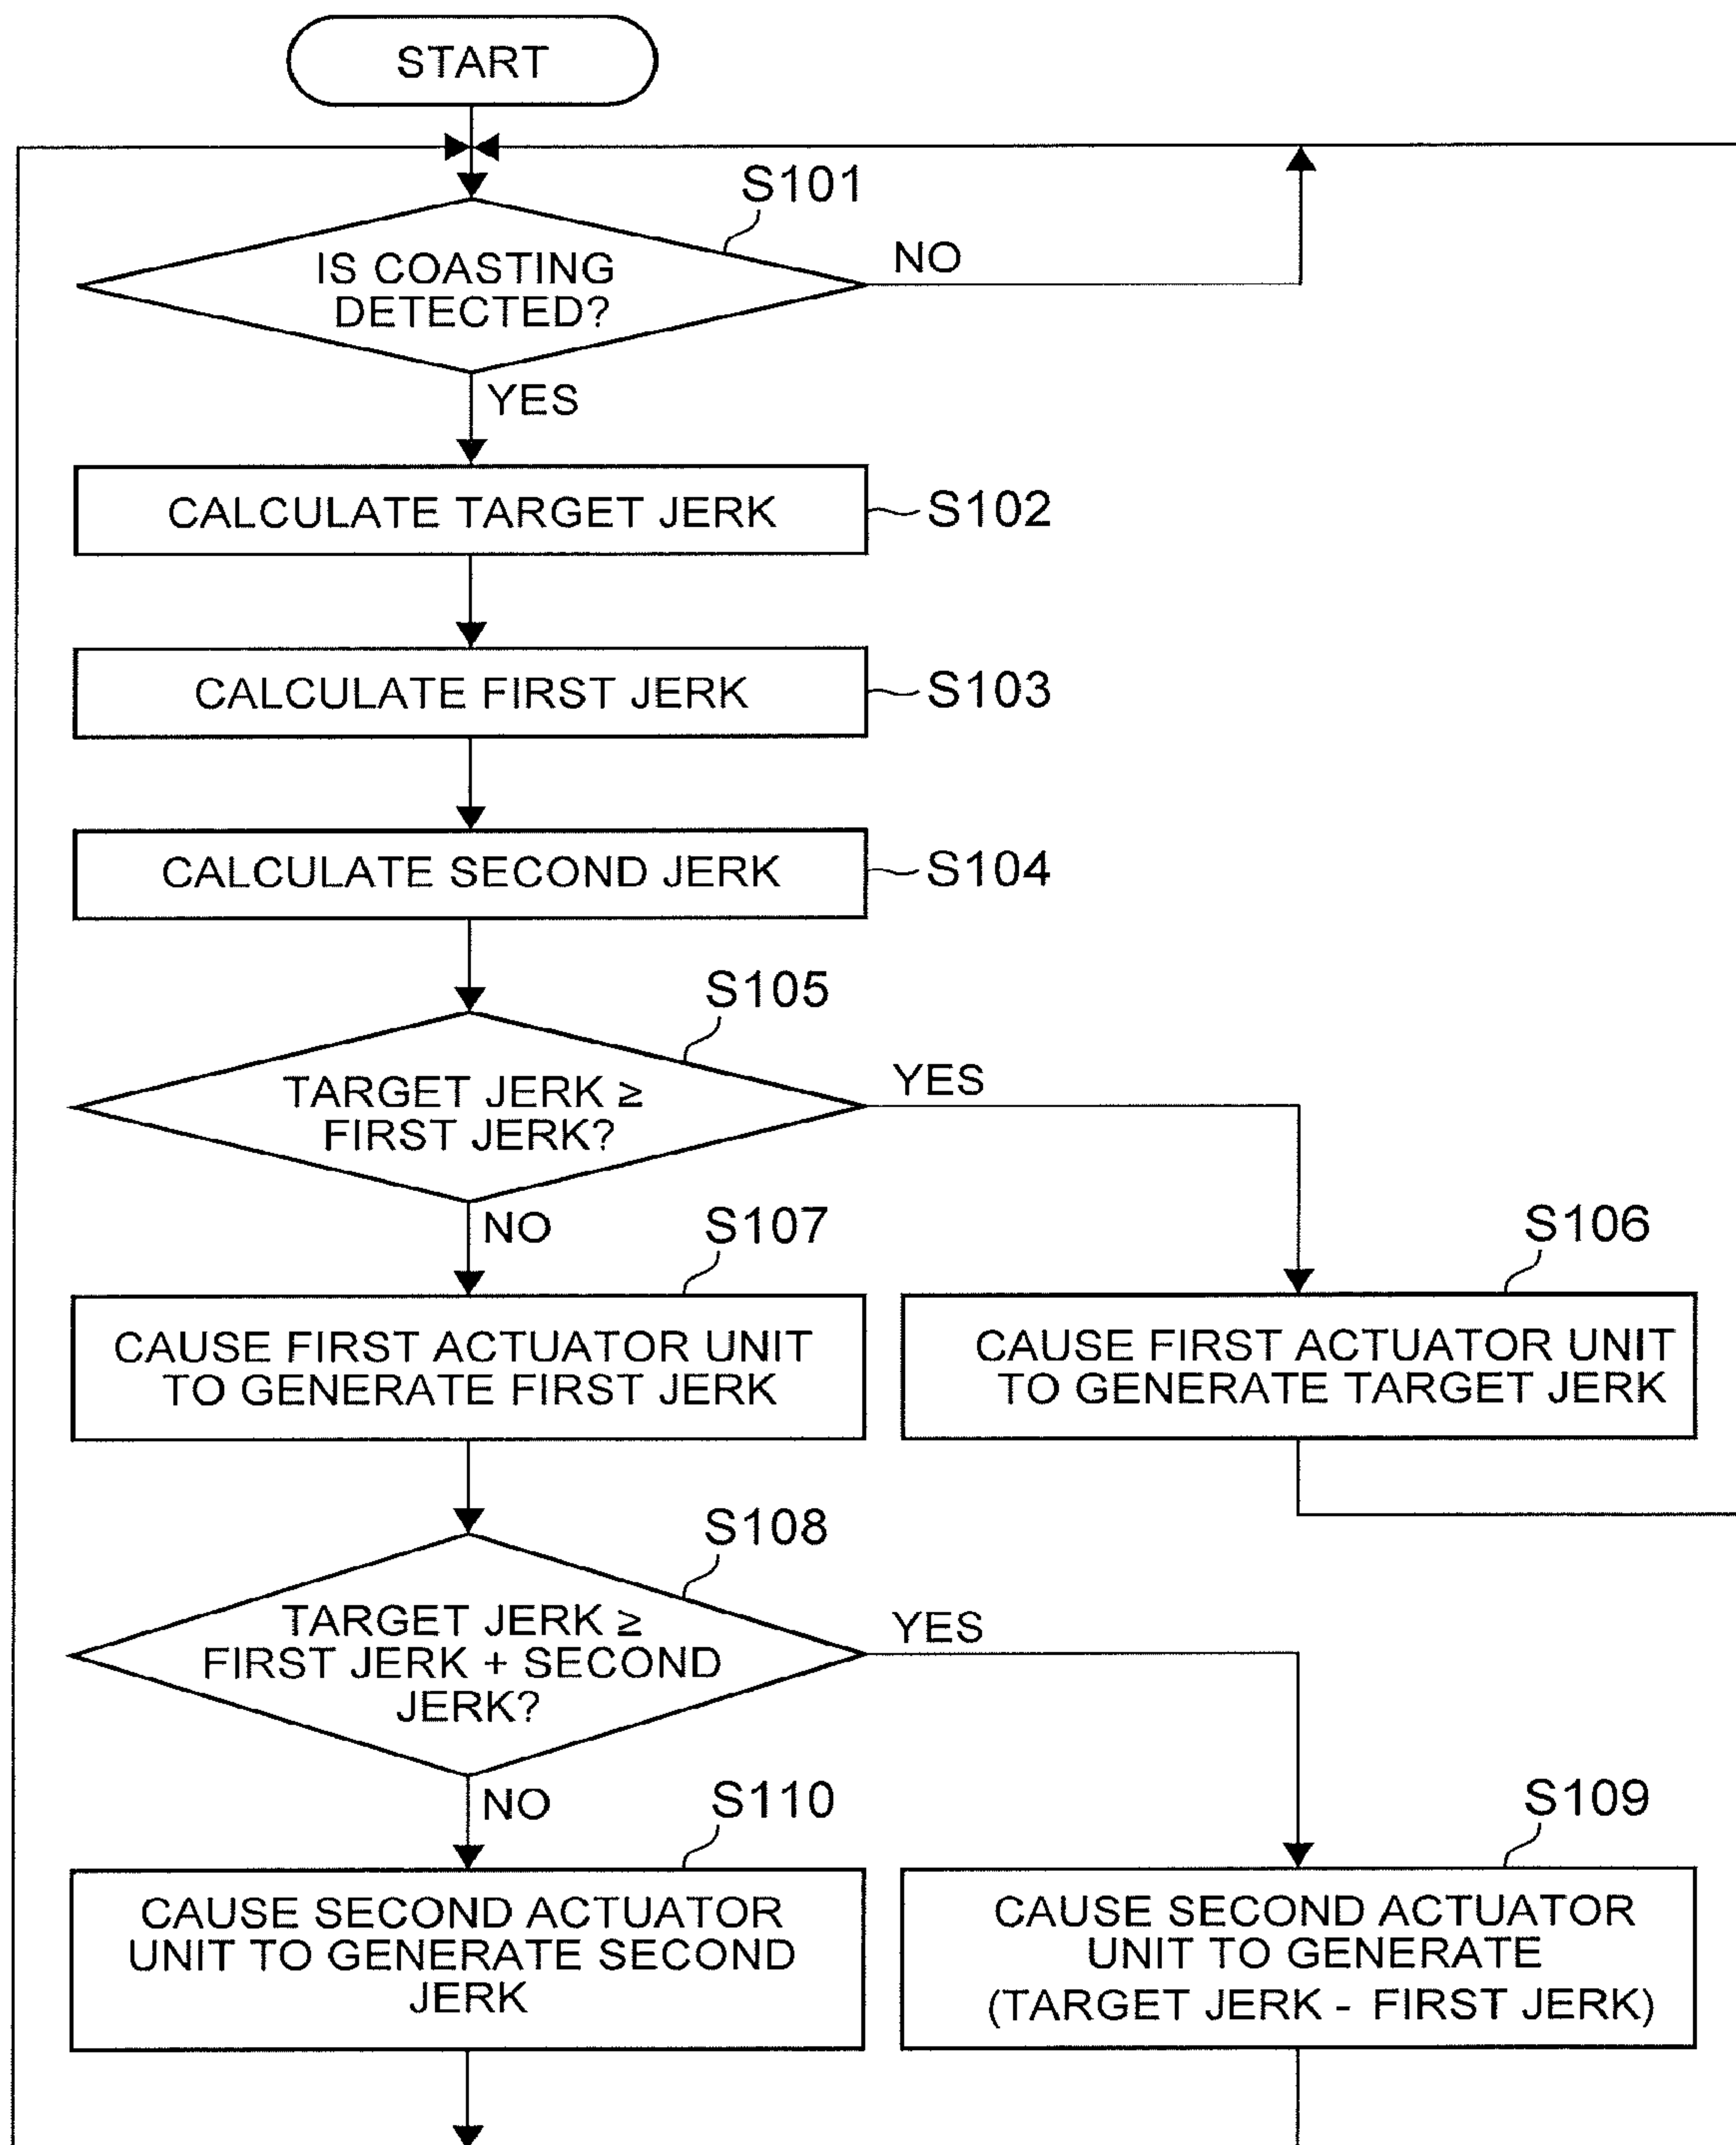 START
S101
IS COASTING
DETECTED?
NO
YES
CALCULATE TARGET JERK
S102
CALCULATE FIRST JERK
S103
CALCULATE SECOND JERK
S104
S105
TARGET JERK ≥
FIRST JERK?
YES
NO
S107
S106
CAUSE FIRST ACTUATOR UNIT
TO GENERATE FIRST JERK
CAUSE FIRST ACTUATOR UNIT
TO GENERATE TARGET JERK
S108
TARGET JERK ≥
FIRST JERK + SECOND
JERK?
YES
NO
S110
S109
CAUSE SECOND ACTUATOR
UNIT TO GENERATE SECOND
JERK
CAUSE SECOND ACTUATOR
UNIT TO GENERATE
(TARGET JERK - FIRST JERK)